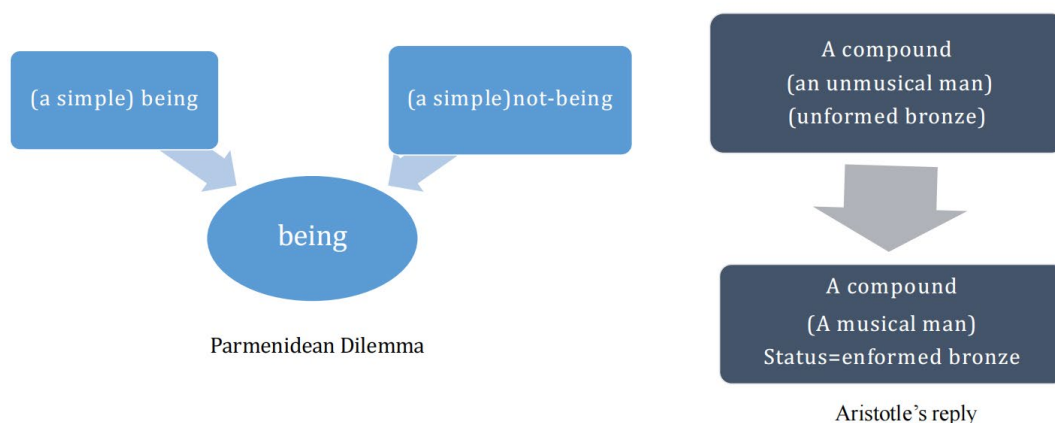 (a simple) being
(a simple)not-being
being
Parmenidean Dilemma
A compound
(an unmusical man)
(unformed bronze)
A compound
(A musical man)
Status=enformed bronze
Aristotle’s reply